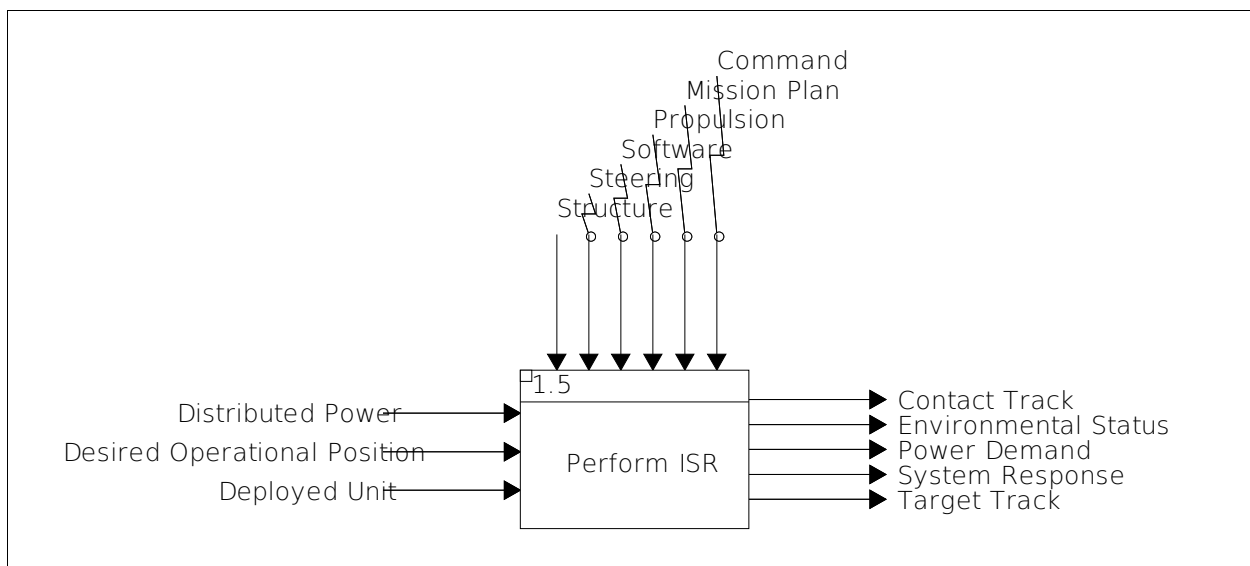 Command
Mission Plan
Propulsion
Software
Steering
Structure
1.5
Perform ISR
Distributed Power
Desired Operational Position
Deployed Unit
Contact Track
Environmental Status
Power Demand
System Response
Target Track